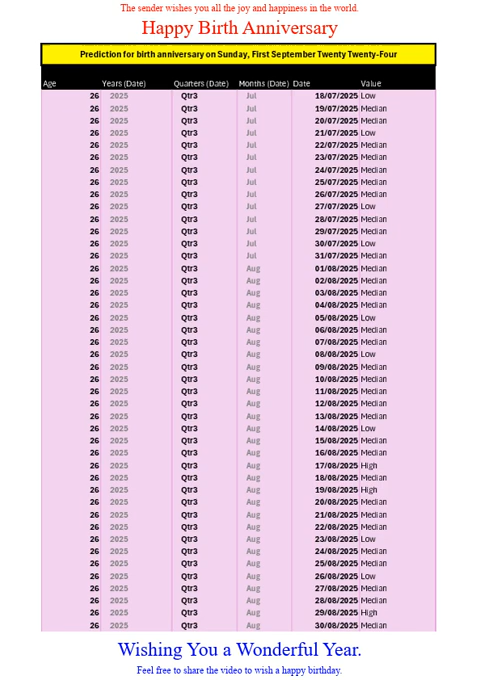 The sender wishes you all the joy and happiness in the world.
Happy Birth Anniversary
Prediction for birth anniversary on Sunday, First September Twenty Twenty-Four
Age Years (Date) Quarters (Date) Months (Date) Date Value
26 2025 Qtr3 Jul 18/07/2025 Low
26 2025 Qtr3 Jul 19/07/2025 Median
26 2025 Qtr3 Jul 20/07/2025 Median
26 2025 Qtr3 Jul 21/07/2025 Low
26 2025 Qtr3 Jul 22/07/2025 Median
26 2025 Qtr3 Jul 23/07/2025 Median
26 2025 Qtr3 Jul 24/07/2025 Median
26 2025 Qtr3 Jul 25/07/2025 Median
26 2025 Qtr3 Jul 26/07/2025 Median
26 2025 Qtr3 Jul 27/07/2025 Low
26 2025 Qtr3 Jul 28/07/2025 Median
26 2025 Qtr3 Jul 29/07/2025 Median
26 2025 Qtr3 Jul 30/07/2025 Low
26 2025 Qtr3 Jul 31/07/2025 Median
26 2025 Qtr3 Aug 01/08/2025 Median
26 2025 Qtr3 Aug 02/08/2025 Median
26 2025 Qtr3 Aug 03/08/2025 Median
26 2025 Qtr3 Aug 04/08/2025 Median
26 2025 Qtr3 Aug 05/08/2025 Low
26 2025 Qtr3 Aug 06/08/2025 Median
26 2025 Qtr3 Aug 07/08/2025 Median
26 2025 Qtr3 Aug 08/08/2025 Low
26 2025 Qtr3 Aug 09/08/2025 Median
26 2025 Qtr3 Aug 10/08/2025 Median
26 2025 Qtr3 Aug 11/08/2025 Median
26 2025 Qtr3 Aug 12/08/2025 Median
26 2025 Qtr3 Aug 13/08/2025 Median
26 2025 Qtr3 Aug 14/08/2025 Low
26 2025 Qtr3 Aug 15/08/2025 Median
26 2025 Qtr3 Aug 16/08/2025 Median
26 2025 Qtr3 Aug 17/08/2025 High
26 2025 Qtr3 Aug 18/08/2025 Median
26 2025 Qtr3 Aug 19/08/2025 High
26 2025 Qtr3 Aug 20/08/2025 Median
26 2025 Qtr3 Aug 21/08/2025 Median
26 2025 Qtr3 Aug 22/08/2025 Median
26 2025 Qtr3 Aug 23/08/2025 Low
26 2025 Qtr3 Aug 24/08/2025 Median
26 2025 Qtr3 Aug 25/08/2025 Median
26 2025 Qtr3 Aug 26/08/2025 Low
26 2025 Qtr3 Aug 27/08/2025 Median
26 2025 Qtr3 Aug 28/08/2025 Median
26 2025 Qtr3 Aug 29/08/2025 High
26 2025 Qtr3 Aug 30/08/2025 Median
Wishing You a Wonderful Year.
Feel free to share the video to wish a happy birthday.